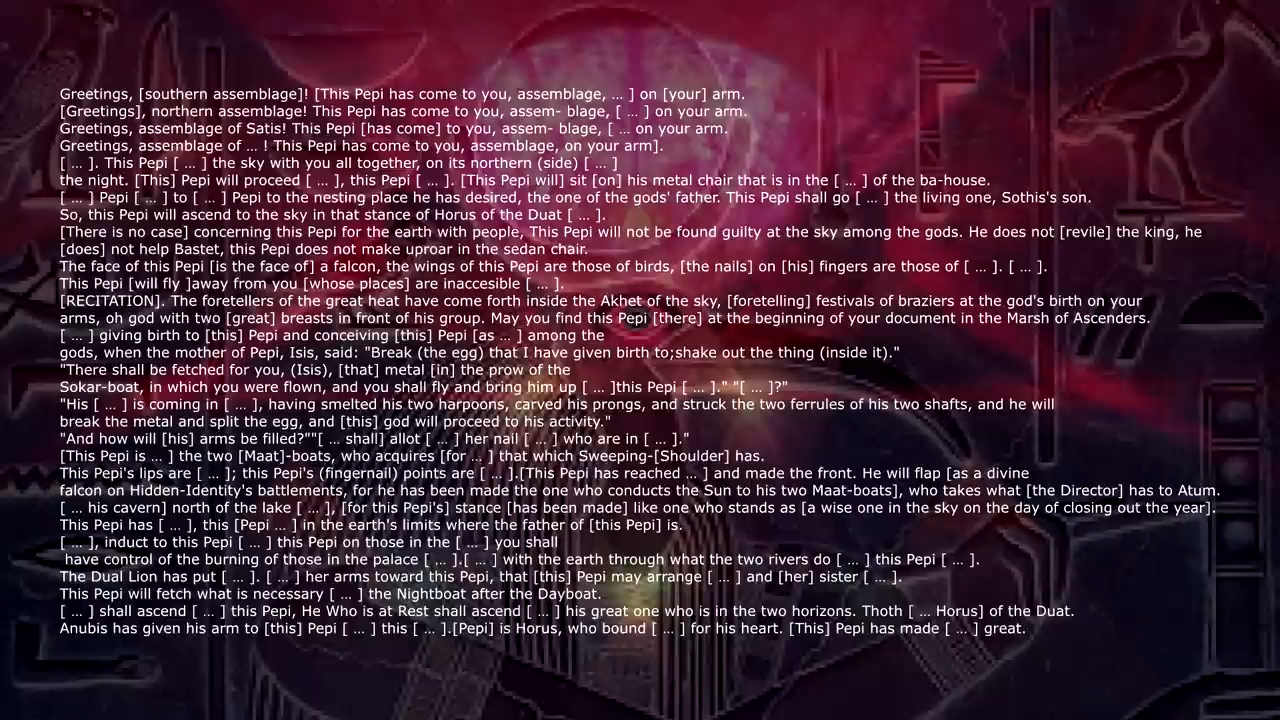 Greetings, [southern assemblage]! [This Pepi has come to you, assemblage, … ] on [your] arm.
[Greetings], northern assemblage! This Pepi has come to you, assem- blage, [ … ] on your arm.
Greetings, assemblage of Satis! This Pepi [has come] to you, assem- blage, [ … on your arm.
Greetings, assemblage of … ! This Pepi has come to you, assemblage, on your arm].
[ … ]. This Pepi [ … ] the sky with you all together, on its northern (side) [ … ]
the night. [This] Pepi will proceed [ … ], this Pepi [ … ]. [This Pepi will] sit [on] his metal chair that is in the [ … ] of the ba-house.
[ … ] Pepi [ … ] to [ … ] Pepi to the nesting place he has desired, the one of the gods' father. This Pepi shall go [ … ] the living one, Sothis's son.
So, this Pepi will ascend to the sky in that stance of Horus of the Duat [ … ].
[There is no case] concerning this Pepi for the earth with people, This Pepi will not be found guilty at the sky among the gods. He does not [revile] the king, he
[does] not help Bastet, this Pepi does not make uproar in the sedan chair.
The face of this Pepi [is the face of] a falcon, the wings of this Pepi are those of birds, [the nails] on [his] fingers are those of [ … ]. [ … ].
This Pepi [will fly ]away from you [whose places] are inaccesible [ … ].
[RECITATION]. The foretellers of the great heat have come forth inside the Akhet of the sky, [foretelling] festivals of braziers at the god's birth on your
arms, oh god with two [great] breasts in front of his group. May you find this Pepi [there] at the beginning of your document in the Marsh of Ascenders.
[ … ] giving birth to [this] Pepi and conceiving [this] Pepi [as … ] among the
gods, when the mother of Pepi, Isis, said: "Break (the egg) that I have given birth to;shake out the thing (inside it)."
"There shall be fetched for you, (Isis), [that] metal [in] the prow of the
Sokar-boat, in which you were flown, and you shall fly and bring him up [ … ]this Pepi [ … ]." "[ … ]?"
"His [ … ] is coming in [ … ], having smelted his two harpoons, carved his prongs, and struck the two ferrules of his two shafts, and he will
break the metal and split the egg, and [this] god will proceed to his activity."
"And how will [his] arms be filled?""[ … shall] allot [ … ] her nail [ … ] who are in [ … ]."
[This Pepi is … ] the two [Maat]-boats, who acquires [for … ] that which Sweeping-[Shoulder] has.
This Pepi's lips are [ … ]; this Pepi's (fingernail) points are [ … ].[This Pepi has reached … ] and made the front. He will flap [as a divine
falcon on Hidden-Identity's battlements, for he has been made the one who conducts the Sun to his two Maat-boats], who takes what [the Director] has to Atum.
[ … his cavern] north of the lake [ … ], [for this Pepi's] stance [has been made] like one who stands as [a wise one in the sky on the day of closing out the year].
This Pepi has [ … ], this [Pepi … ] in the earth's limits where the father of [this Pepi] is.
[ … ], induct to this Pepi [ … ] this Pepi on those in the [ … ] you shall
have control of the burning of those in the palace [ … ].[ … ] with the earth through what the two rivers do [ … ] this Pepi [ … ].
The Dual Lion has put [ … ]. [ … ] her arms toward this Pepi, that [this] Pepi may arrange [ … ] and [her] sister [ … ].
This Pepi will fetch what is necessary [ … ] the Nightboat after the Dayboat.
[ … ] shall ascend [ … ] this Pepi, He Who is at Rest shall ascend [ … ] his great one who is in the two horizons. Thoth [ … Horus] of the Duat.
Anubis has given his arm to [this] Pepi [ … ] this [ … ].[Pepi] is Horus, who bound [ … ] for his heart. [This] Pepi has made [ … ] great.